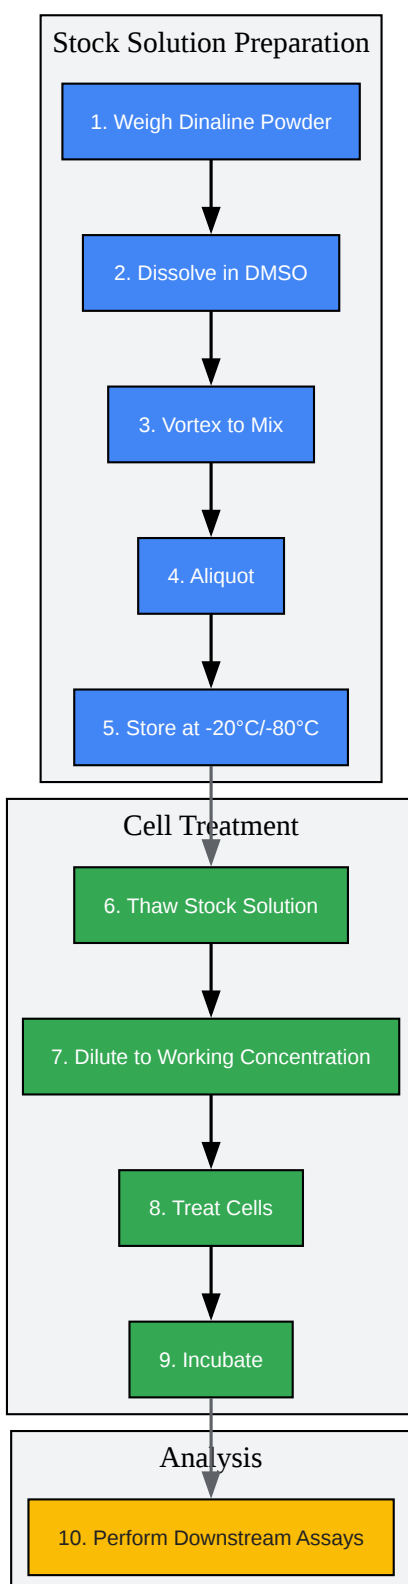 Stock Solution Preparation
1. Weigh Dinaline Powder
2. Dissolve in DMSO
3. Vortex to Mix
4. Aliquot
5. Store at -20°C/-80°C
Cell Treatment
6. Thaw Stock Solution
7. Dilute to Working Concentration
8. Treat Cells
9. Incubate
Analysis
10. Perform Downstream Assays